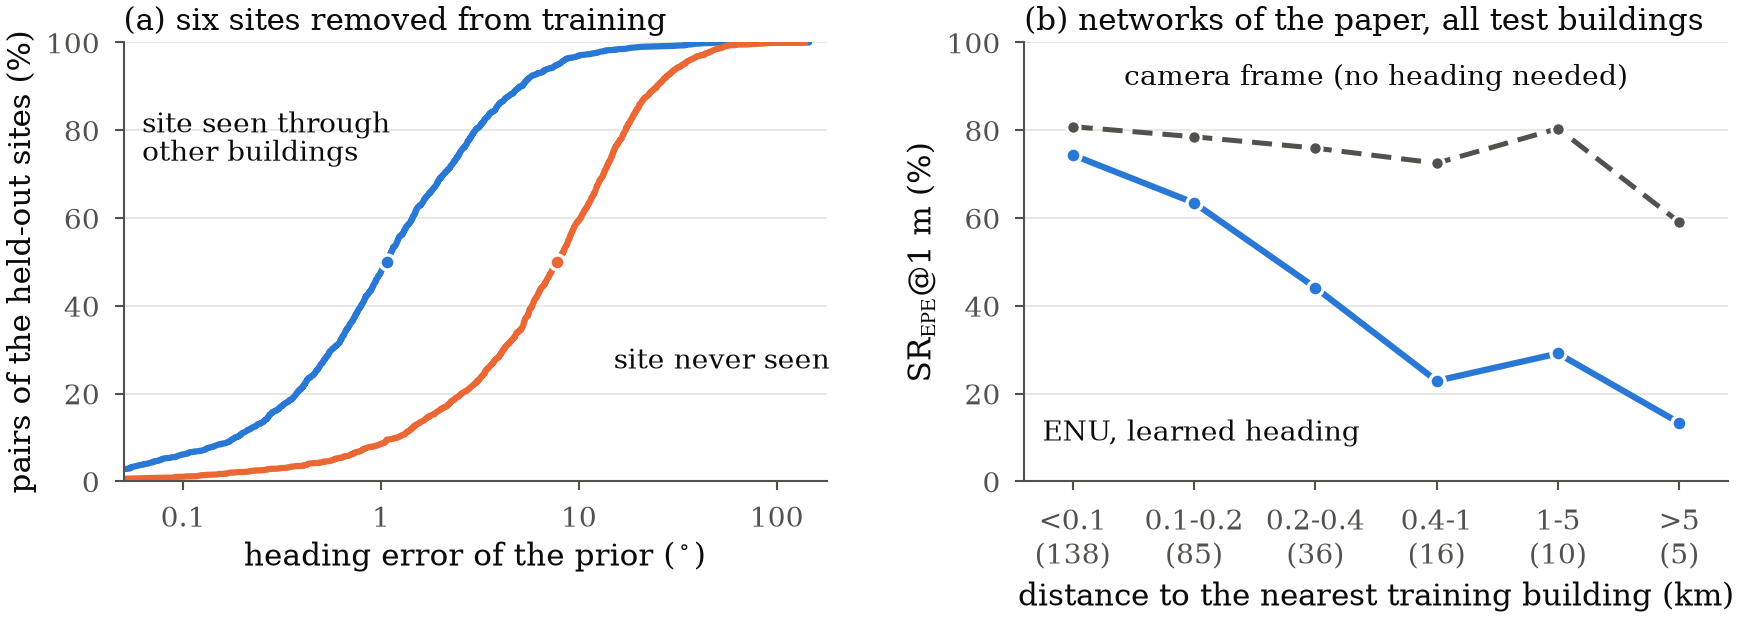 (a) six sites removed from training
pairs of the held-out sites (%)
100
80
60
40
20
0
site seen through
other buildings
site never seen
0.1 1 10 100
heading error of the prior (°)
(b) networks of the paper, all test buildings
SR_EPE@1 m (%)
100
80
60
40
20
0
camera frame (no heading needed)
ENU, learned heading
<0.1 0.1-0.2 0.2-0.4 0.4-1 1-5 >5
(138) (85) (36) (16) (10) (5)
distance to the nearest training building (km)